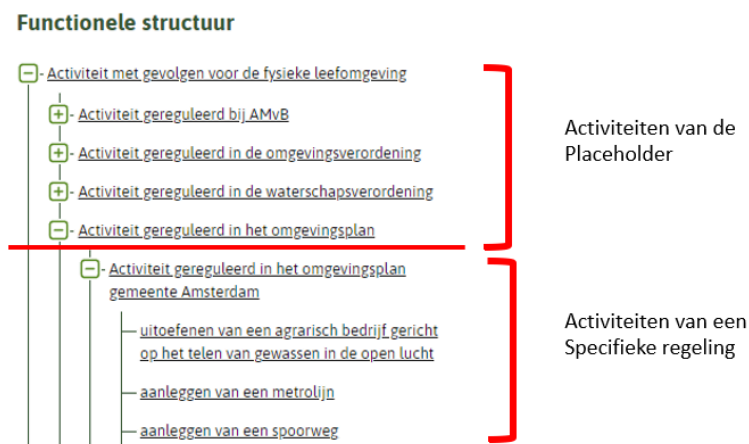 Functionele structuur
Activiteit met gevolgen voor de fysieke leefomgeving
Activiteit gereguleerd bij AMvB
Activiteit gereguleerd in de omgevingsverordening
Activiteit gereguleerd in de waterschapsverordening
Activiteit gereguleerd in het omgevingsplan
Activiteiten van de
Placeholder
Activiteit gereguleerd in het omgevingsplan
gemeente Amsterdam
uitoefenen van een agrarisch bedrijf gericht
op het telen van gewassen in de open lucht
aanleggen van een metrolijn
aanleggen van een spoorweg
Activiteiten van een
Specifieke regeling